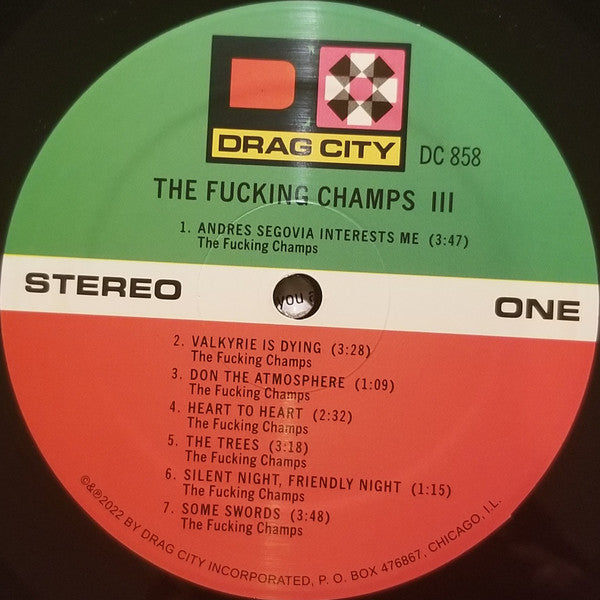 DRAG CITY
DC 858
THE FUCKING CHAMPS III
1. ANDRES SEGOVIA INTERESTS ME (3:47)
The Fucking Champs
STEREO
you a
ONE
2. VALKYRIE IS DYING (3:28)
The Fucking Champs
3. DON THE ATMOSPHERE (1:09)
The Fucking Champs
4. HEART TO HEART (2:32)
The Fucking Champs
5. THE TREES (3:18)
The Fucking Champs
6. SILENT NIGHT, FRIENDLY NIGHT (1:15)
The Fucking Champs
7. SOME SWORDS (3:48)
The Fucking Champs
©&℗2022 BY DRAG CITY INCORPORATED, P. O. BOX 476867, CHICAGO, I.L.